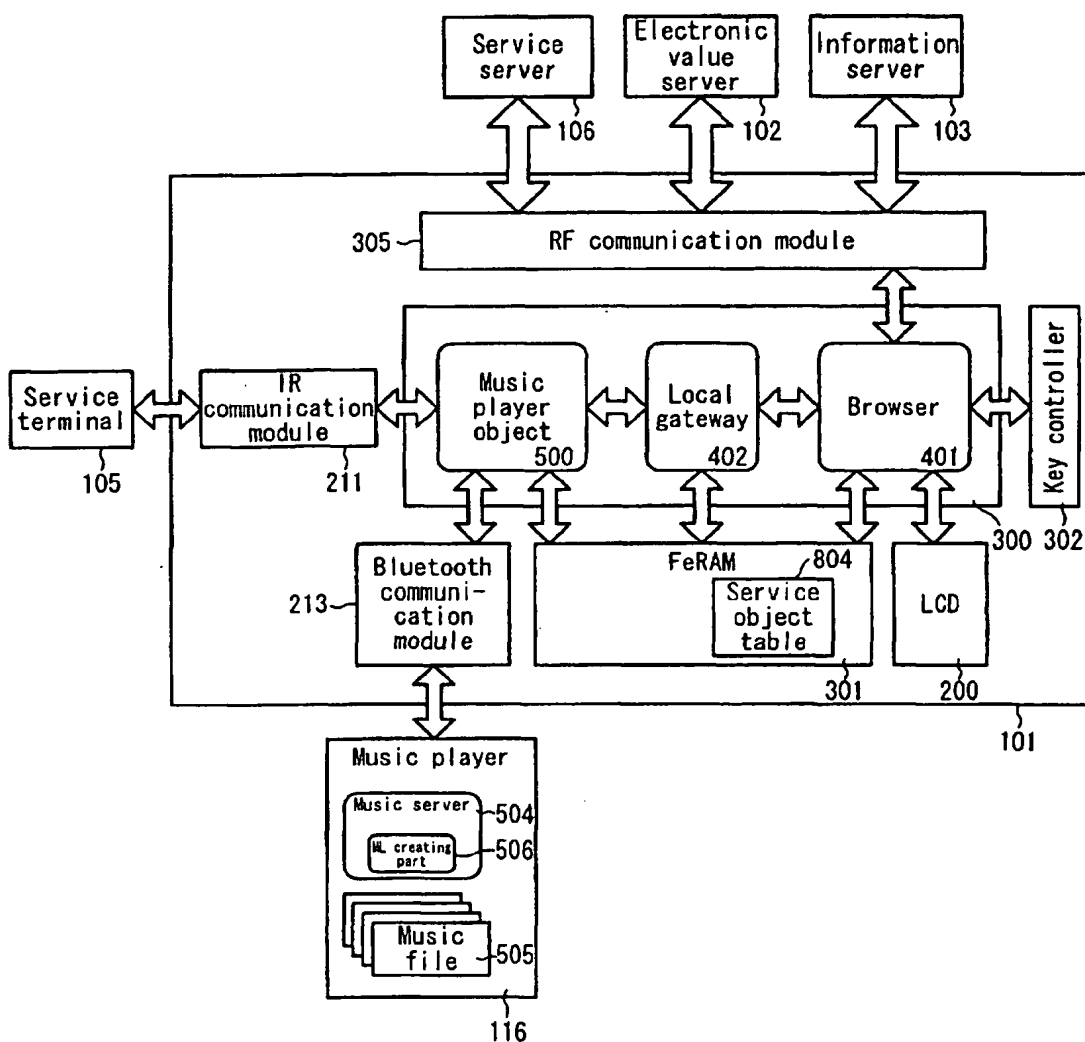 Service
server
106
Electronic
value
server
102
Information
server
103
305
RF communication module
Service
terminal
105
IR
communication
module
211
Music
player
object
500
Local
gateway
402
Browser
401
300
Key controller
302
213
Bluetooth
communi-
cation
module
FeRAM
804
Service
object
table
301
LCD
200
101
Music player
Music server
504
ML creating
part
506
Music
file
505
116